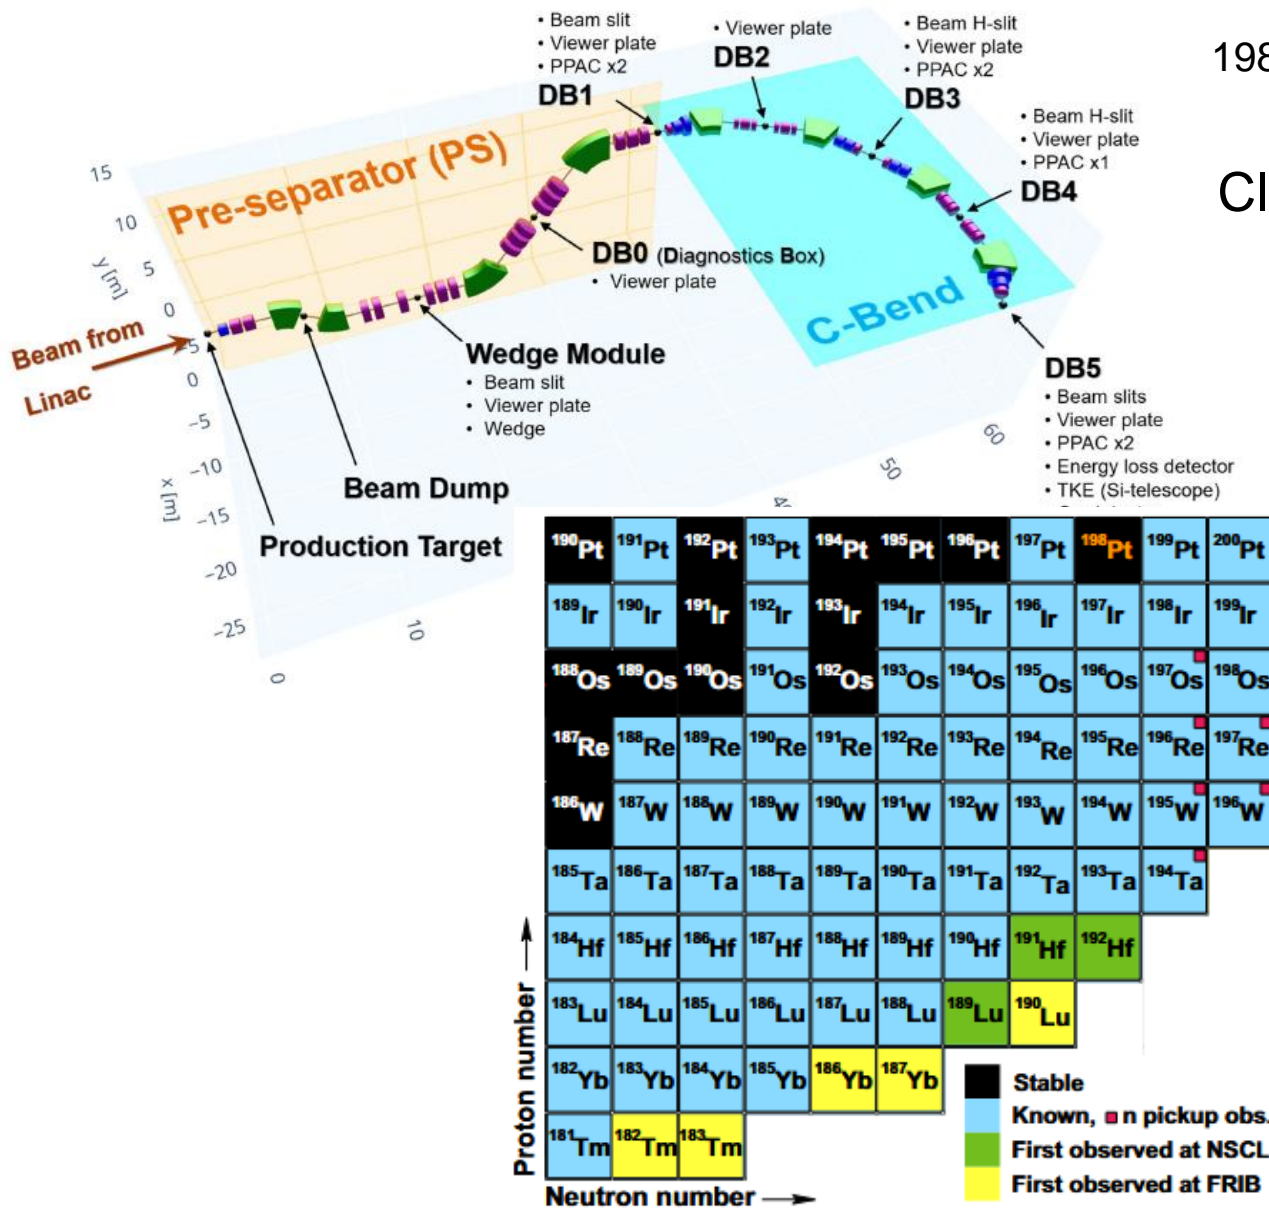 • Beam slit
• Viewer plate
• PPAC x2
DB1
• Viewer plate
DB2
• Beam H-slit
• Viewer plate
• PPAC x2
DB3
198
• Beam H-slit
• Viewer plate
• PPAC x1
DB4
Cl
Pre-separator (PS)
15
10
5
0
-5
y [m]
DB0 (Diagnostics Box)
• Viewer plate
C-Bend
Beam from
Linac
Wedge Module
• Beam slit
• Viewer plate
• Wedge
DB5
• Beam slits
• Viewer plate
• PPAC x2
• Energy loss detector
• TKE (Si-telescope)
Beam Dump
Production Target
0
−5
−10
−15
−20
−25
x [m]
0
10
50
60
190Pt 191Pt 192Pt 193Pt 194Pt 195Pt 196Pt 197Pt 198Pt 199Pt 200Pt
189Ir 190Ir 191Ir 192Ir 193Ir 194Ir 195Ir 196Ir 197Ir 198Ir 199Ir
188Os 189Os 190Os 191Os 192Os 193Os 194Os 195Os 196Os 197Os 198Os
187Re 188Re 189Re 190Re 191Re 192Re 193Re 194Re 195Re 196Re 197Re
186W 187W 188W 189W 190W 191W 192W 193W 194W 195W 196W
185Ta 186Ta 187Ta 188Ta 189Ta 190Ta 191Ta 192Ta 193Ta 194Ta
184Hf 185Hf 186Hf 187Hf 188Hf 189Hf 190Hf 191Hf 192Hf
183Lu 184Lu 185Lu 186Lu 187Lu 188Lu 189Lu 190Lu
182Yb 183Yb 184Yb 185Yb 186Yb 187Yb
181Tm 182Tm 183Tm
Proton number
Neutron number
Stable
Known, n pickup obs.
First observed at NSCL
First observed at FRIB